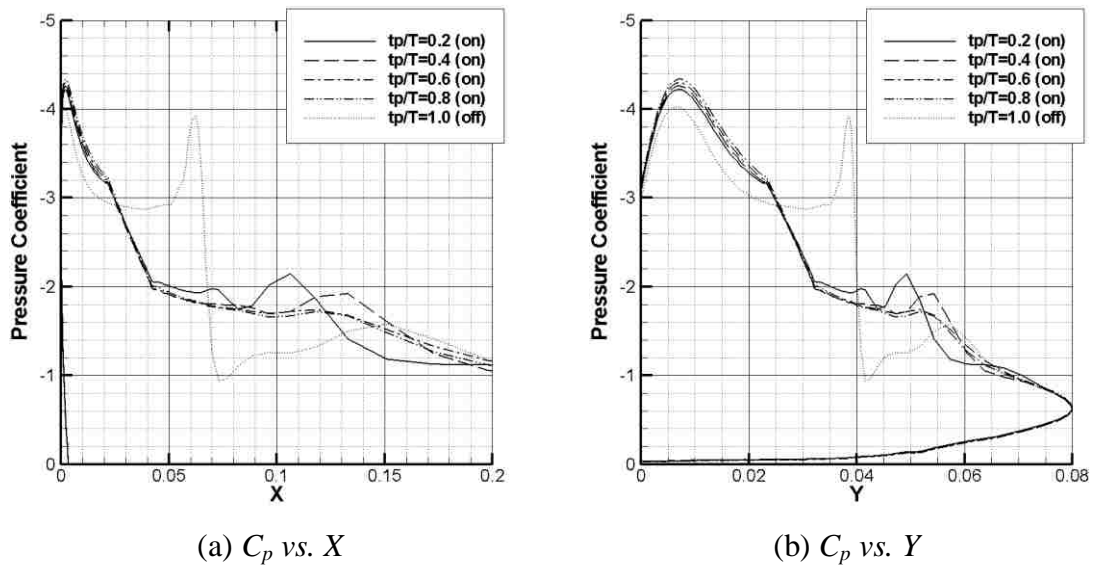 -5
-4
-3
-2
-1
0
Pressure Coefficient
0
0.05
0.1
0.15
0.2
X
tp/T=0.2 (on)
tp/T=0.4 (on)
tp/T=0.6 (on)
tp/T=0.8 (on)
tp/T=1.0 (off)
(a) Cp vs. X
-5
-4
-3
-2
-1
0
Pressure Coefficient
0
0.02
0.04
0.06
0.08
Y
tp/T=0.2 (on)
tp/T=0.4 (on)
tp/T=0.6 (on)
tp/T=0.8 (on)
tp/T=1.0 (off)
(b) Cp vs. Y